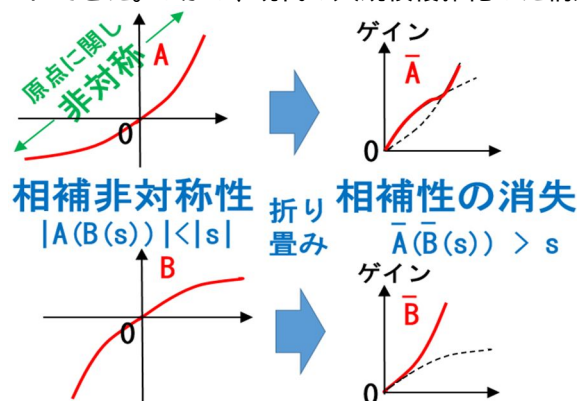 原点に関し
非対称
A
0
ゲイン
A̅
0
相補非対称性
|A(B(s))|<|s|
折り
畳み
相補性の消失
A̅(B̅(s)) > s
B
0
ゲイン
B̅
0